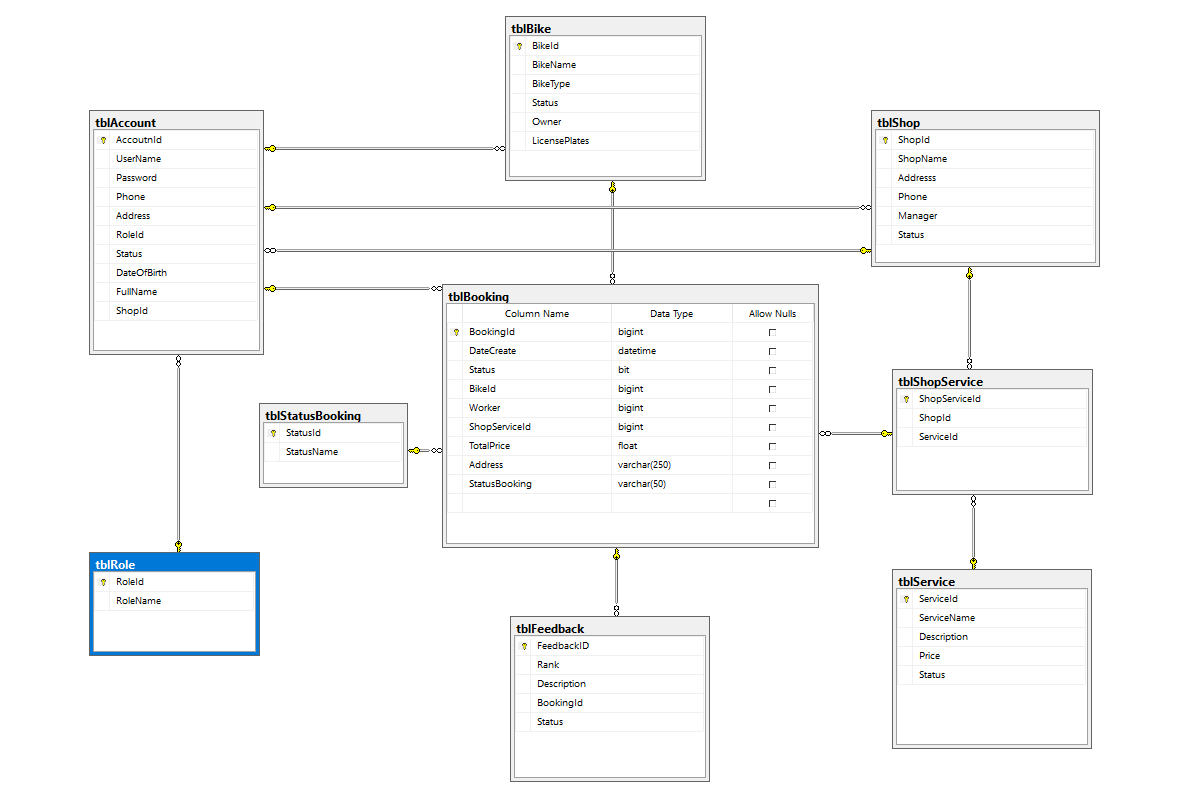 tblBike
BikeId
BikeName
BikeType
Status
Owner
LicensePlates
tblAccount
AccoutnId
UserName
Password
Phone
Address
RoleId
Status
DateOfBirth
FullName
ShopId
tblShop
ShopId
ShopName
Addresss
Phone
Manager
Status
tblBooking
Column Name Data Type Allow Nulls
BookingId bigint
DateCreate datetime
Status bit
BikeId bigint
Worker bigint
ShopServiceId bigint
TotalPrice float
Address varchar(250)
StatusBooking varchar(50)
tblStatusBooking
StatusId
StatusName
tblShopService
ShopServiceId
ShopId
ServiceId
tblRole
RoleId
RoleName
tblFeedback
FeedbackID
Rank
Description
BookingId
Status
tblService
ServiceId
ServiceName
Description
Price
Status